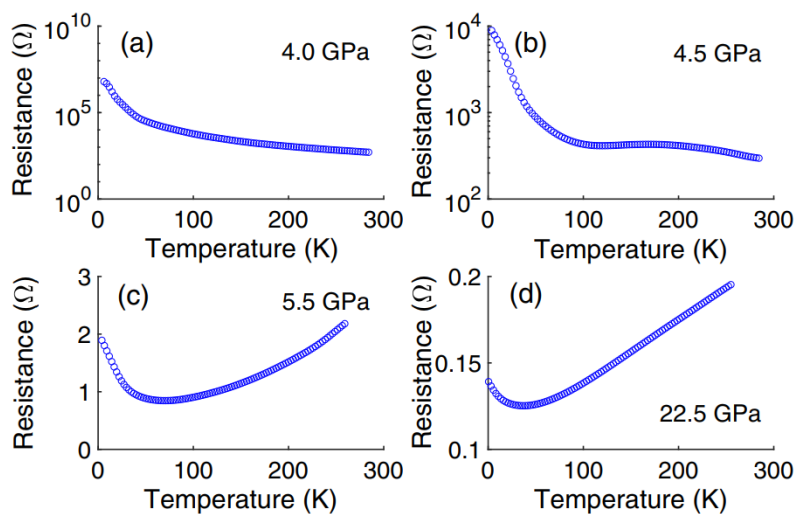 (a)
4.0 GPa
Resistance (Ω)
10^10
10^5
10^0
0 100 200 300
Temperature (K)
(b)
4.5 GPa
Resistance (Ω)
10^4
10^3
10^2
0 100 200 300
Temperature (K)
(c)
5.5 GPa
Resistance (Ω)
3
2
1
0
0 100 200 300
Temperature (K)
(d)
22.5 GPa
Resistance (Ω)
0.2
0.15
0.1
0 100 200 300
Temperature (K)